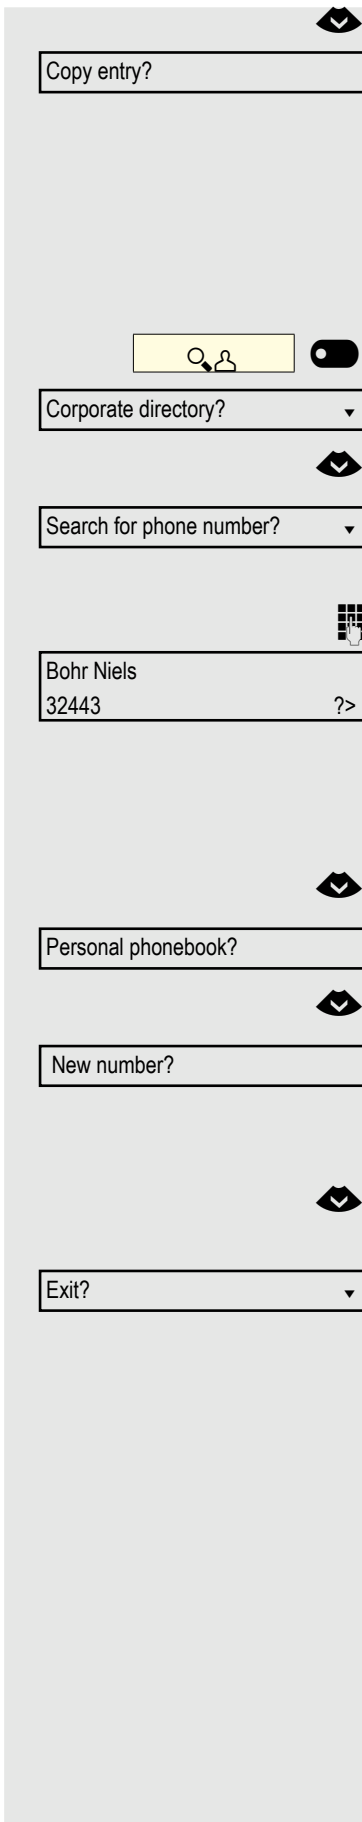 Copy entry?
Corporate directory?
Search for phone number?
Bohr Niels
32443 ?>
Personal phonebook?
New number?
Exit?